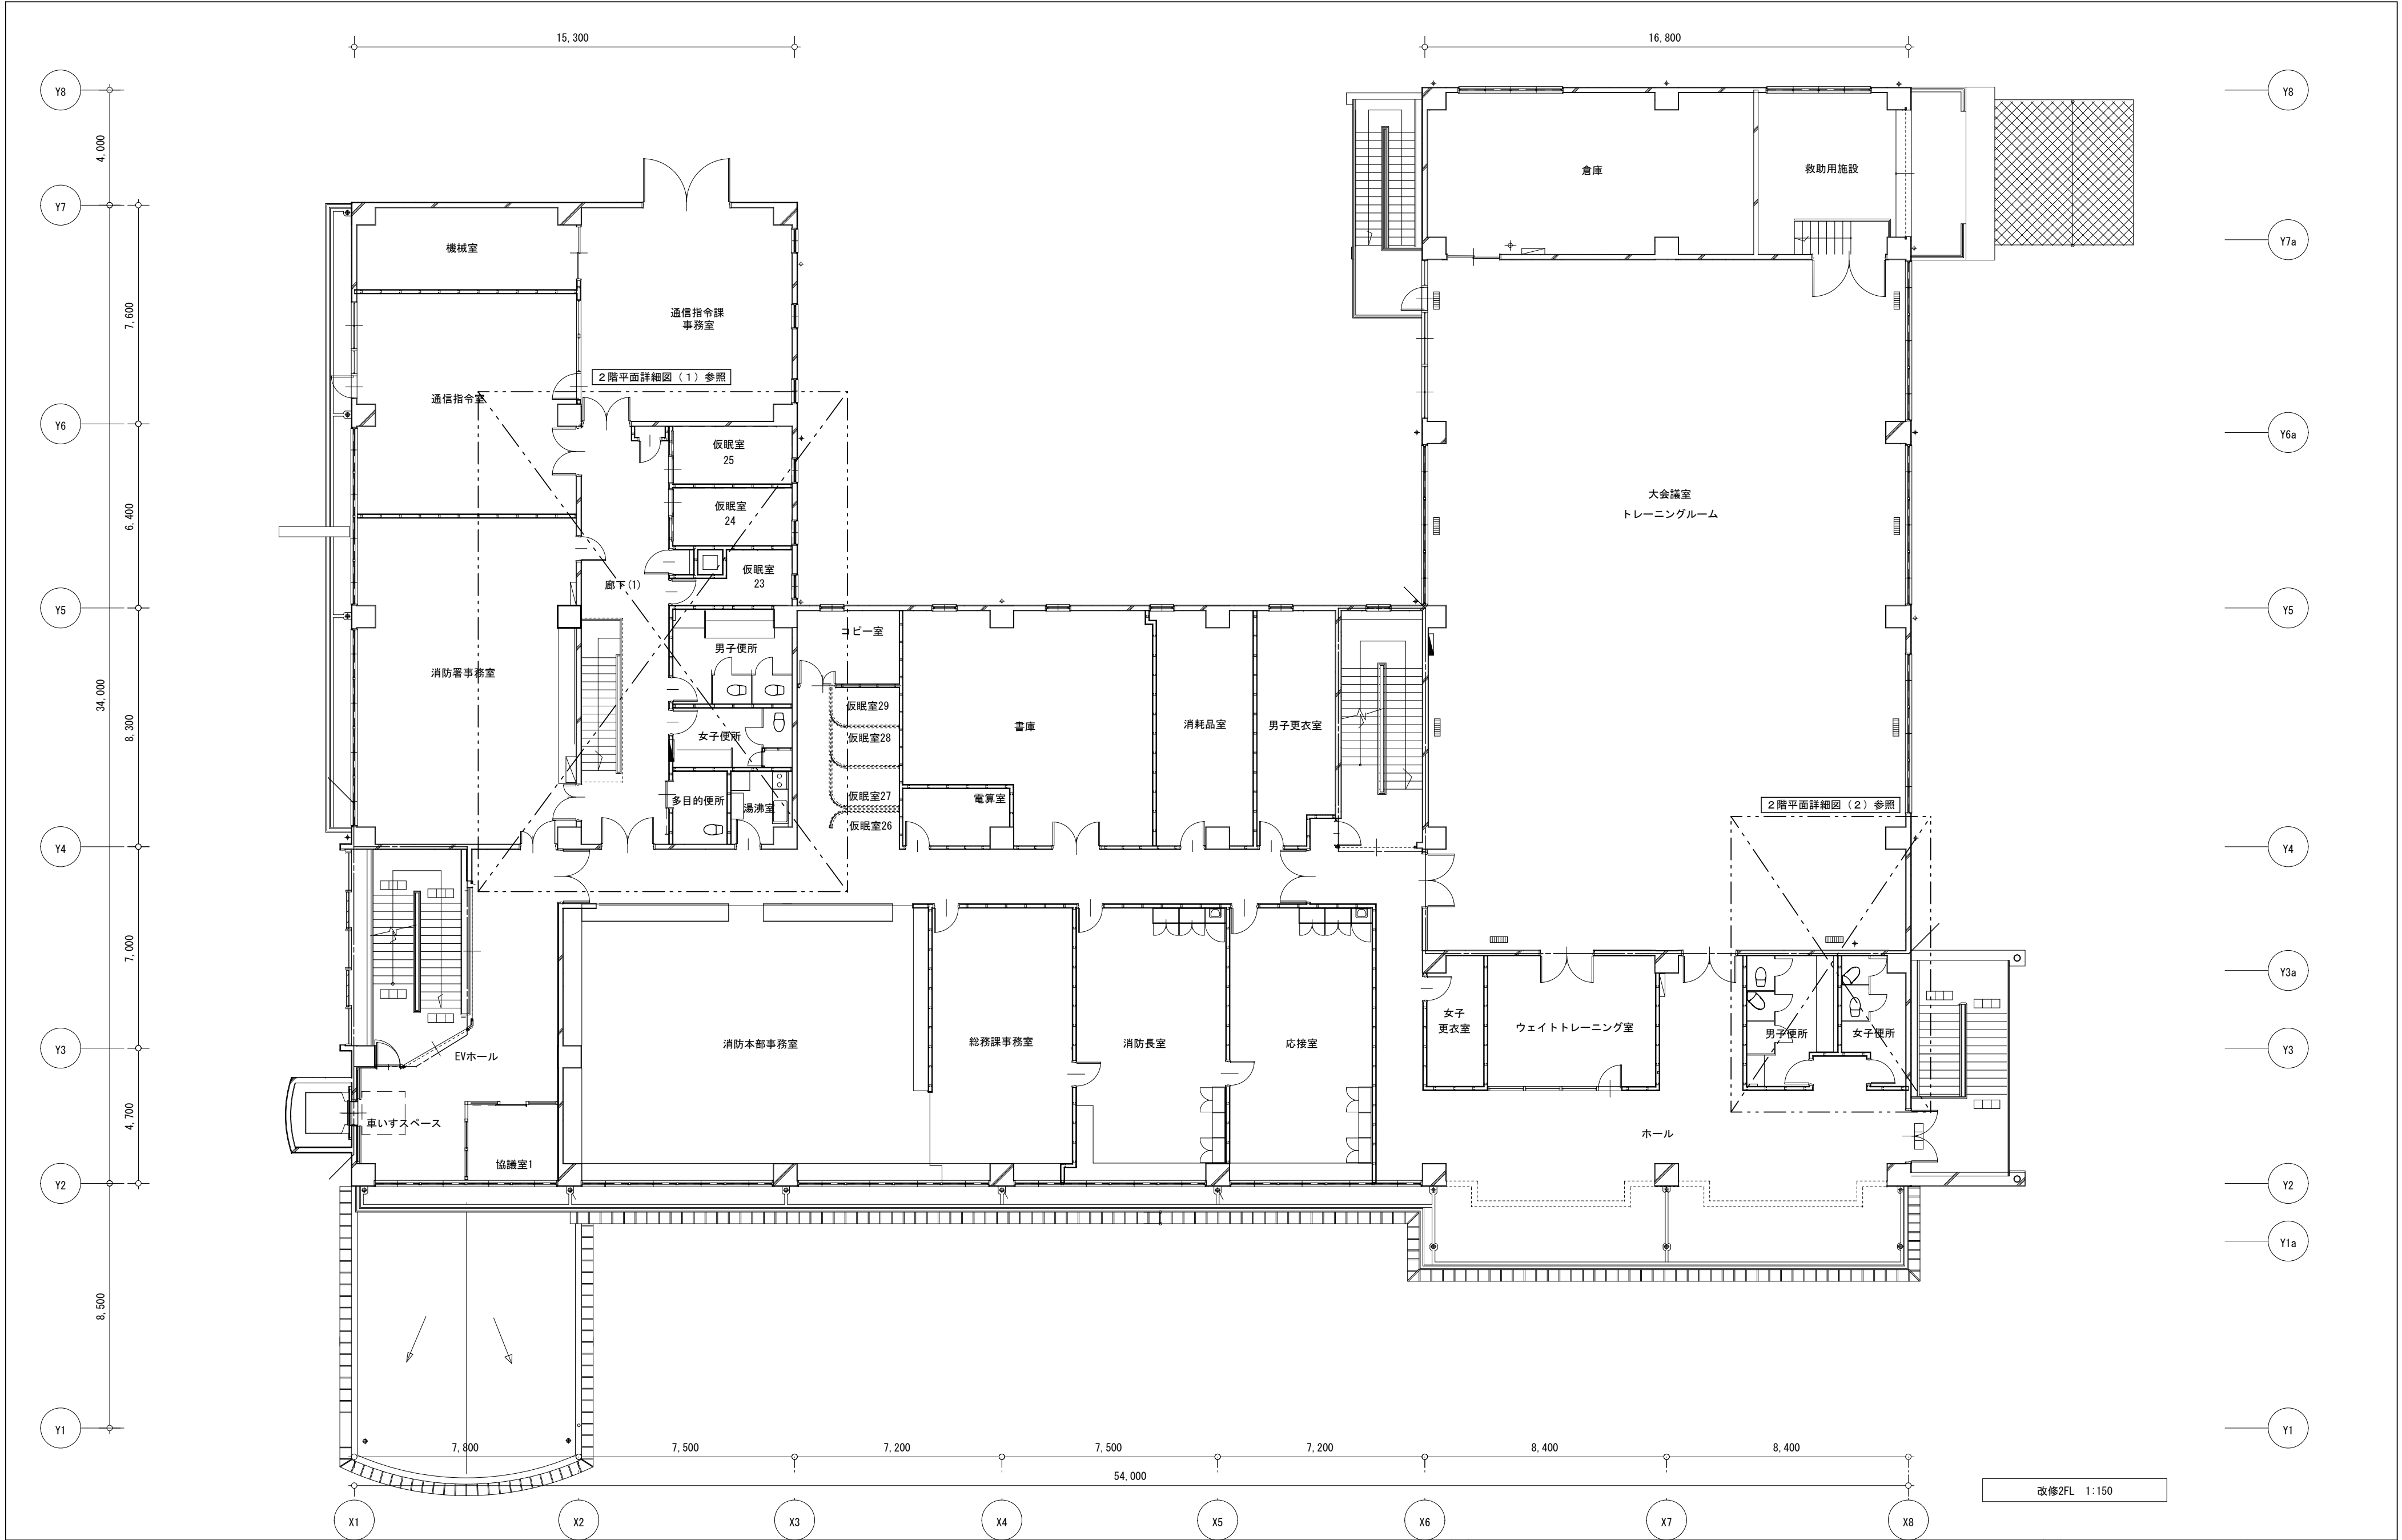 15,300
16,800
Y8
Y8
4,000
倉庫
救助用施設
Y7
Y7a
機械室
7,600
通信指令課
事務室
2階平面詳細図（1）参照
通信指令室
Y6
Y6a
仮眠室
25
大会議室
トレーニングルーム
仮眠室
24
6,400
仮眠室
23
廊下(1)
Y5
Y5
コピー室
男子便所
消防署事務室
34,000
8,300
仮眠室29
書庫
消耗品室
男子更衣室
女子便所
仮眠室28
仮眠室27
電算室
多目的便所
湯沸室
2階平面詳細図（2）参照
仮眠室26
Y4
Y4
7,000
Y3a
女子
更衣室
ウェイトトレーニング室
男子便所
女子便所
Y3
EVホール
消防本部事務室
総務課事務室
消防長室
応接室
Y3
4,700
車いすスペース
ホール
協議室1
Y2
Y2
Y1a
8,500
Y1
Y1
7,800
7,500
7,200
7,500
7,200
8,400
8,400
54,000
改修2FL 1:150
X1
X2
X3
X4
X5
X6
X7
X8